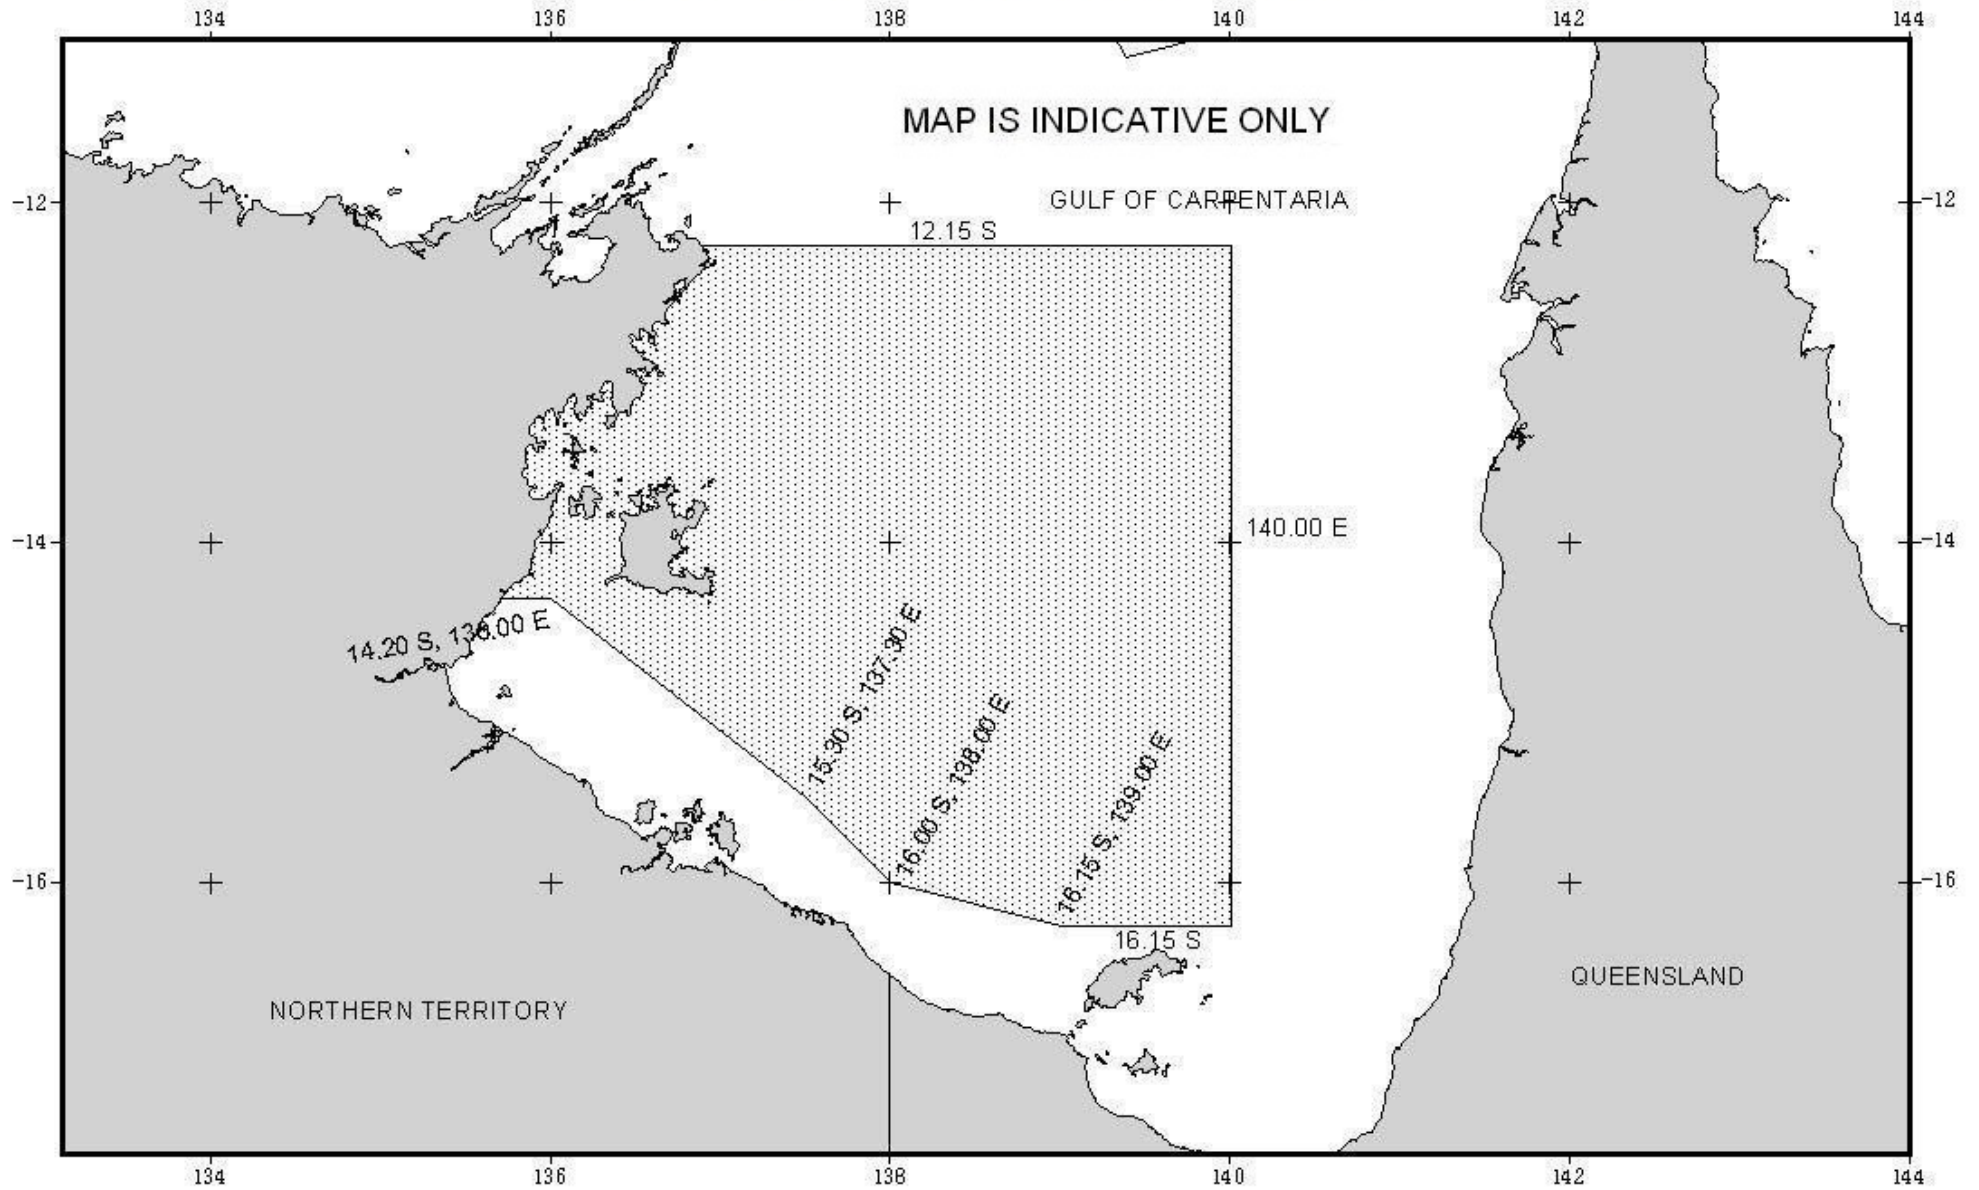 134 136 138 140 142 144
MAP IS INDICATIVE ONLY
-12 GULF OF CARPENTARIA -12
12.15 S
-14 140.00 E -14
14.20 S, 136.00 E
15.30 S, 137.30 E
16.00 S, 138.00 E
16.15 S, 139.00 E
-16 -16
16.15 S
QUEENSLAND
NORTHERN TERRITORY
134 136 138 140 142 144